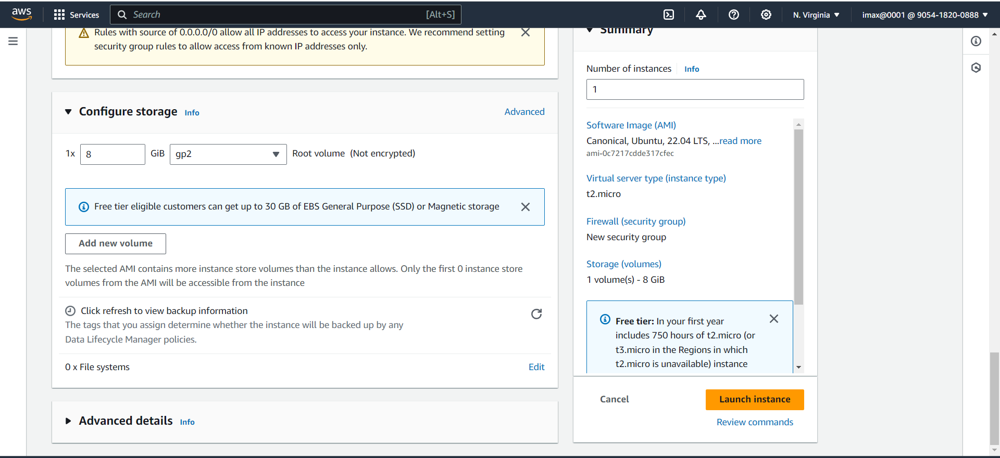 aws
Services
Search
[Alt+S]
N. Virginia
imax@0001 @ 9054-1820-0888
Rules with source of 0.0.0.0/0 allow all IP addresses to access your instance. We recommend setting
security group rules to allow access from known IP addresses only.
Configure storage
Info
Advanced
1x
8
GiB
gp2
Root volume (Not encrypted)
Free tier eligible customers can get up to 30 GB of EBS General Purpose (SSD) or Magnetic storage
Add new volume
The selected AMI contains more instance store volumes than the instance allows. Only the first 0 instance store
volumes from the AMI will be accessible from the instance
Click refresh to view backup information
The tags that you assign determine whether the instance will be backed up by any
Data Lifecycle Manager policies.
0 x File systems
Edit
Advanced details
Info
Summary
Number of instances
Info
1
Software Image (AMI)
Canonical, Ubuntu, 22.04 LTS, ...read more
ami-0c7217cdde317cfec
Virtual server type (instance type)
t2.micro
Firewall (security group)
New security group
Storage (volumes)
1 volume(s) - 8 GiB
Free tier: In your first year
includes 750 hours of t2.micro (or
t3.micro in the Regions in which
t2.micro is unavailable) instance
Cancel
Launch instance
Review commands